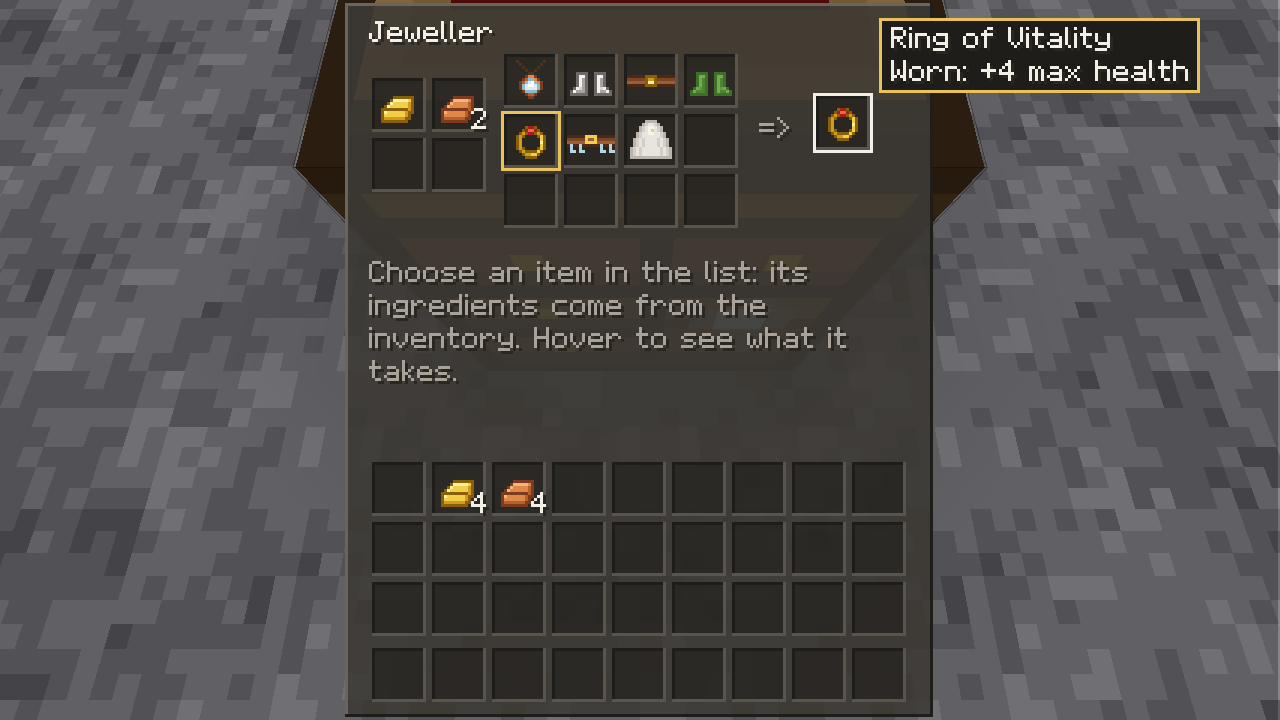 Jeweller
Ring of Vitality
Worn: +4 max health
2
=>
Choose an item in the list: its
ingredients come from the
inventory. Hover to see what it
takes.
4 4